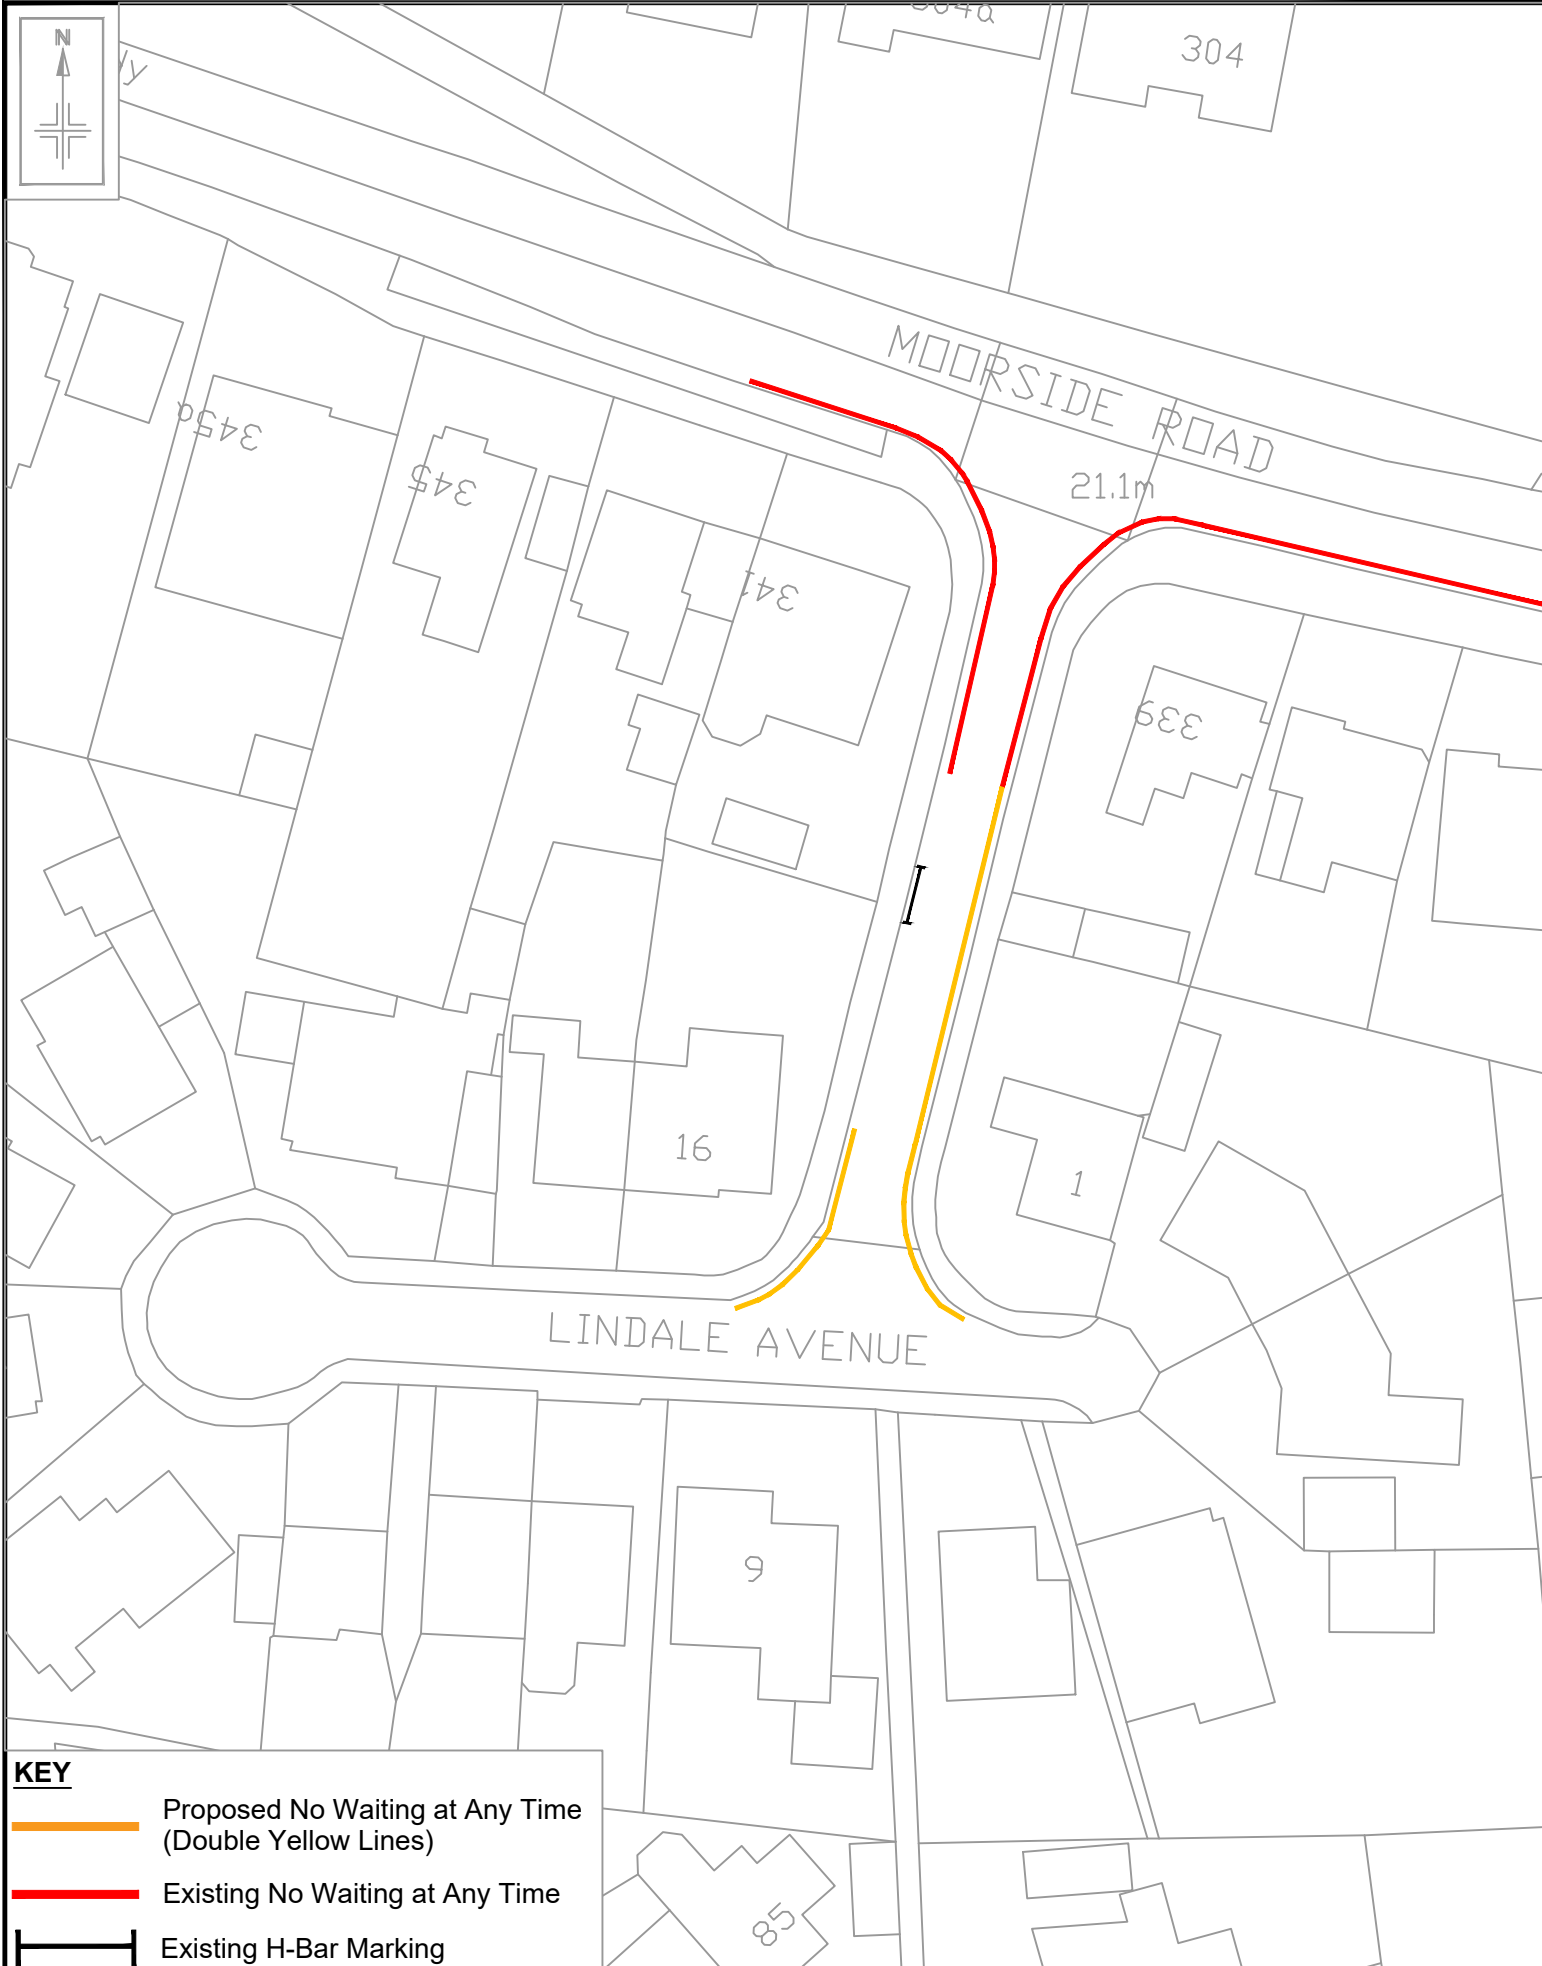 N
304a
304
MOORSIDE ROAD
21.1m
345a
345
341
339
16
1
LINDALE AVENUE
9
85
KEY
Proposed No Waiting at Any Time
(Double Yellow Lines)
Existing No Waiting at Any Time
Existing H-Bar Marking